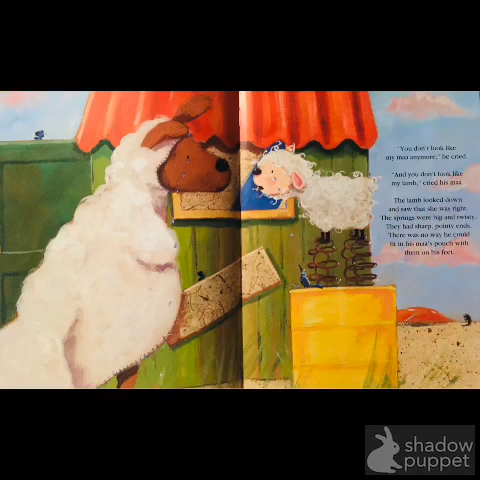 "You don't look like
my maa anymore," he cried.
"And you don't look like
my lamb," cried his maa.
The lamb looked down
and saw that she was right.
The springs were big and twisty.
They had sharp, pointy ends.
There was no way he could
fit in his maa's pouch with
them on his feet.
shadow
puppet